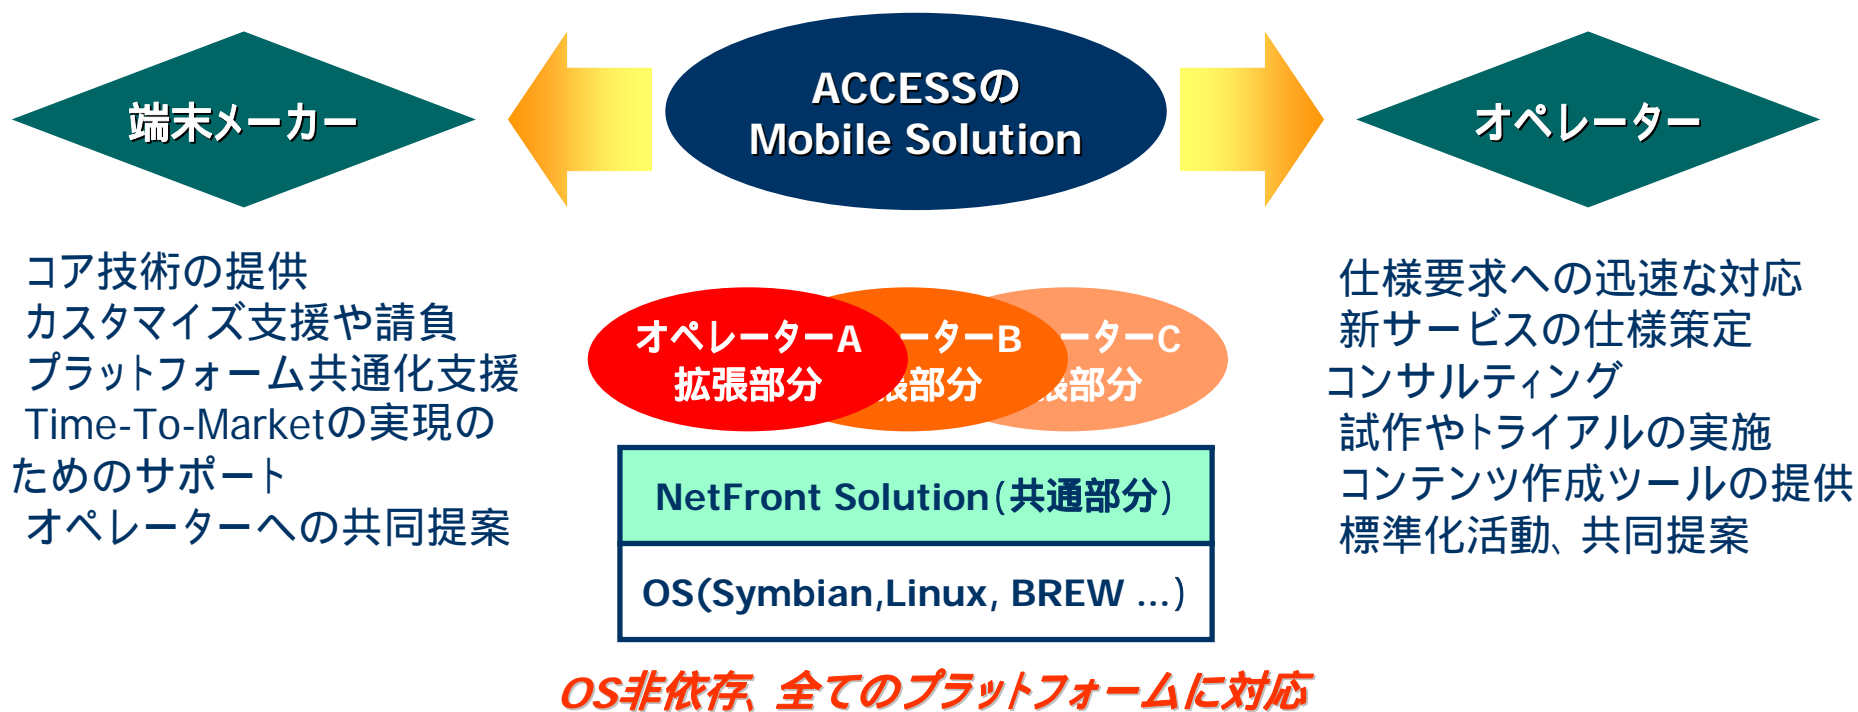 端末メーカー
ACCESSの
Mobile Solution
オペレーター
コア技術の提供
カスタマイズ支援や請負
プラットフォーム共通化支援
Time-To-Marketの実現の
ためのサポート
オペレーターへの共同提案
オペレーターA
拡張部分
ーターB
張部分
ーターC
張部分
NetFront Solution(共通部分)
OS(Symbian,Linux, BREW ...)
OS非依存、全てのプラットフォームに対応
仕様要求への迅速な対応
新サービスの仕様策定
コンサルティング
試作やトライアルの実施
コンテンツ作成ツールの提供
標準化活動、共同提案